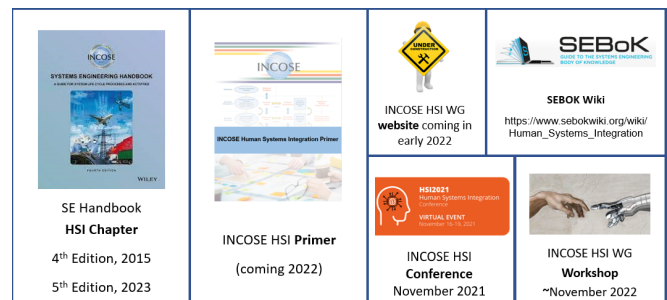 INCOSE
SYSTEMS ENGINEERING HANDBOOK
A GUIDE FOR SYSTEM LIFE CYCLE PROCESSES AND ACTIVITIES
FOURTH EDITION
WILEY
SE Handbook
HSI Chapter
4th Edition, 2015
5th Edition, 2023
INCOSE
INCOSE Human Systems Integration Primer
INCOSE HSI Primer
(coming 2022)
UNDER
CONSTRUCTION
INCOSE HSI WG
website coming in
early 2022
SEBoK
GUIDE TO THE SYSTEMS ENGINEERING
BODY OF KNOWLEDGE
SEBOK Wiki
https://www.sebokwiki.org/wiki/
Human_Systems_Integration
HSI2021
Human Systems Integration
Conference
VIRTUAL EVENT
November 16-19, 2021
INCOSE HSI
Conference
November 2021
INCOSE HSI WG
Workshop
~November 2022